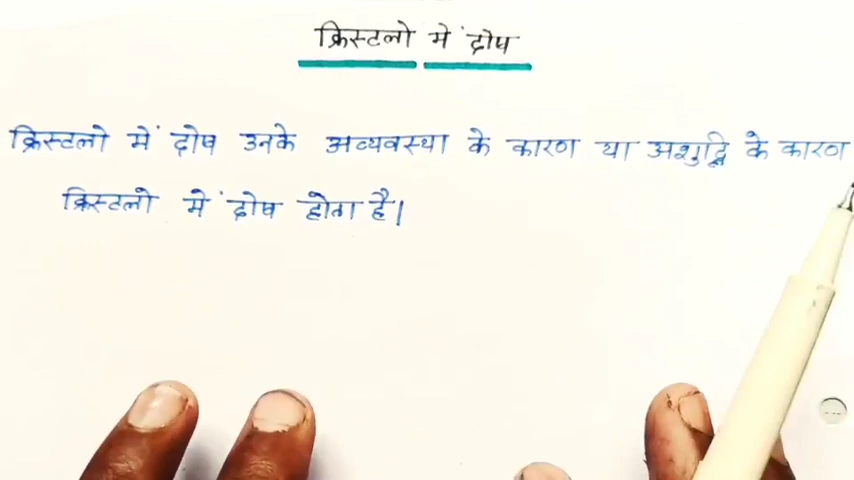 क्रिस्टलो में दोष
क्रिस्टलो में दोष उनके अव्यवस्था के कारण या अशुद्धि के कारण
क्रिस्टलो में दोष होता है।